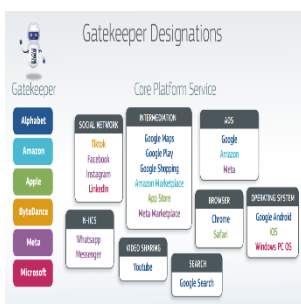 Gatekeeper Designations
Gatekeeper
Core Platform Service
Alphabet
Amazon
Apple
ByteDance
Meta
Microsoft
SOCIAL NETWORK
Tiktok
Facebook
Instagram
LinkedIn
INTERMEDIATION
Google Maps
Google Play
Google Shopping
Amazon Marketplace
App Store
Meta Marketplace
ADS
Google
Amazon
Meta
N-IICS
Whatsapp
Messenger
VIDEO SHARING
Youtube
SEARCH
Google Search
BROWSER
Chrome
Safari
OPERATING SYSTEM
Google Android
iOS
Windows PC OS